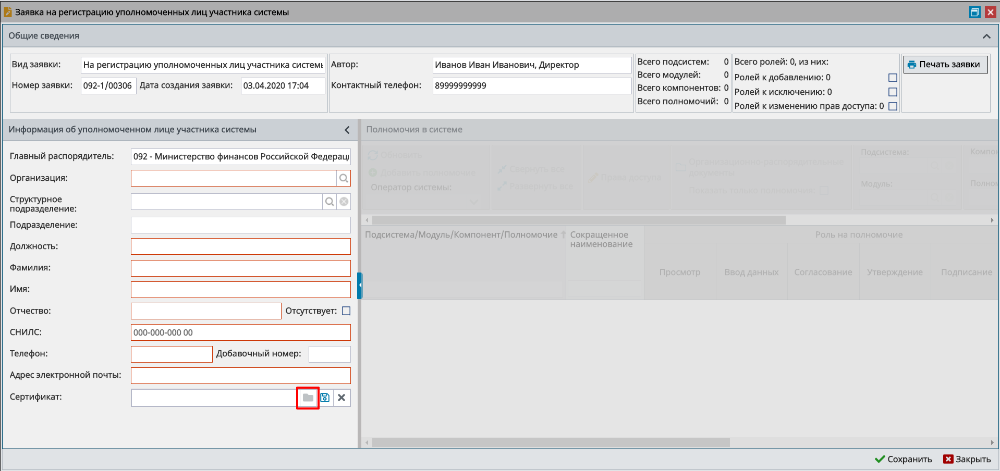 Заявка на регистрацию уполномоченных лиц участника системы
Общие сведения
Вид заявки: На регистрацию уполномоченных лиц участника системы
Номер заявки: 092-1/00306 Дата создания заявки: 03.04.2020 17:04
Автор: Иванов Иван Иванович, Директор
Контактный телефон: 89999999999
Всего подсистем: 0
Всего модулей: 0
Всего компонентов: 0
Всего полномочий: 0
Всего ролей: 0, из них:
Ролей к добавлению: 0
Ролей к исключению: 0
Ролей к изменению прав доступа: 0
Печать заявки
Информация об уполномоченном лице участника системы
Главный распорядитель: 092 - Министерство финансов Российской Федераци
Организация:
Структурное
подразделение:
Подразделение:
Должность:
Фамилия:
Имя:
Отчество: Отсутствует:
СНИЛС: 000-000-000 00
Телефон: Добавочный номер:
Адрес электронной почты:
Сертификат:
Полномочия в системе
Обновить
Добавить полномочие
Оператор системы:
Свернуть все
Развернуть все
Права доступа
Организационно-распорядительные
документы
Показать только полномочия:
Подсистема:
Модуль:
Компон
Полном
Подсистема/Модуль/Компонент/Полномочие
Сокращенное
наименование
Роль на полномочие
Просмотр Ввод данных Согласование Утверждение Подписание
Сохранить Закрыть